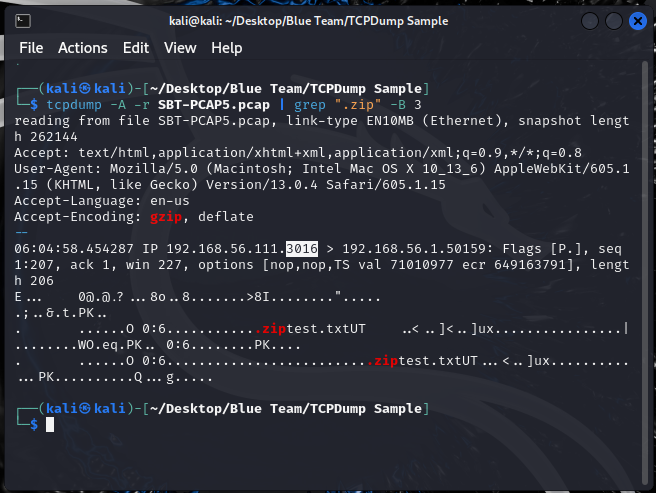 kali@kali: ~/Desktop/Blue Team/TCPDump Sample
File Actions Edit View Help
┌──(kali㉿kali)-[~/Desktop/Blue Team/TCPDump Sample]
└─$ tcpdump -A -r SBT-PCAP5.pcap | grep ".zip" -B 3
reading from file SBT-PCAP5.pcap, link-type EN10MB (Ethernet), snapshot lengt
h 262144
Accept: text/html,application/xhtml+xml,application/xml;q=0.9,*/*;q=0.8
User-Agent: Mozilla/5.0 (Macintosh; Intel Mac OS X 10_13_6) AppleWebKit/605.1
.15 (KHTML, like Gecko) Version/13.0.4 Safari/605.1.15
Accept-Language: en-us
Accept-Encoding: gzip, deflate
--
06:04:58.454287 IP 192.168.56.111.3016 > 192.168.56.1.50159: Flags [P.], seq
1:207, ack 1, win 227, options [nop,nop,TS val 71010977 ecr 649163791], lengt
h 206
E...    0@.@.?...8o..8.......>8I........".....
.;..&.t.PK..
.       ......O 0:6............ziptest.txtUT    ..<..]<..]ux................|
........WO.eq.PK.. 0:6........PK....
.       ......O 0:6..........................ziptest.txtUT...<..]ux..........
...PK..........Q...g.....
┌──(kali㉿kali)-[~/Desktop/Blue Team/TCPDump Sample]
└─$